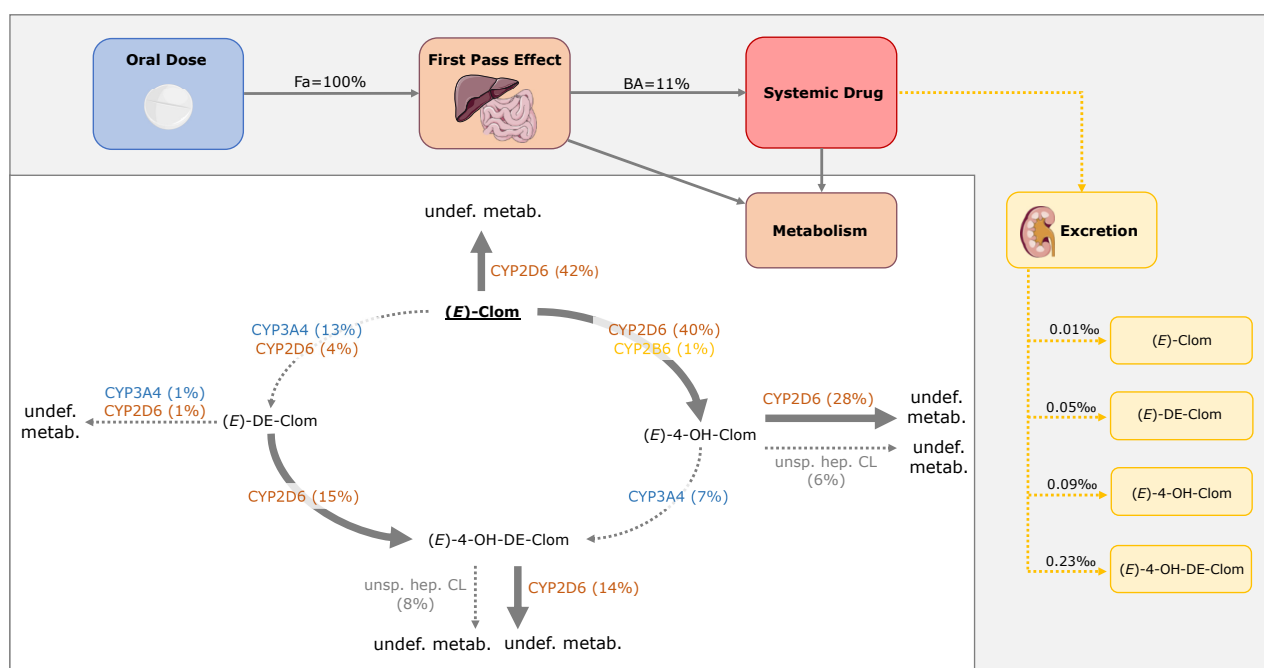 Oral Dose
Fa=100%
First Pass Effect
BA=11%
Systemic Drug
Metabolism
Excretion
undef. metab.
CYP2D6 (42%)
(E)-Clom
CYP3A4 (13%)
CYP2D6 (4%)
CYP2D6 (40%)
CYP2B6 (1%)
CYP3A4 (1%)
CYP2D6 (1%)
undef.
metab.
(E)-DE-Clom
(E)-4-OH-Clom
CYP2D6 (28%)
undef.
metab.
unsp. hep. CL
(6%)
undef.
metab.
CYP2D6 (15%)
CYP3A4 (7%)
(E)-4-OH-DE-Clom
unsp. hep. CL
(8%)
CYP2D6 (14%)
undef. metab.
undef. metab.
0.01‰
(E)-Clom
0.05‰
(E)-DE-Clom
0.09‰
(E)-4-OH-Clom
0.23‰
(E)-4-OH-DE-Clom